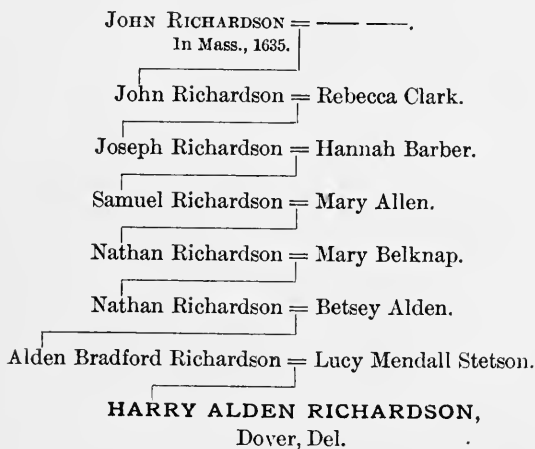 JOHN RICHARDSON = — —.
In Mass., 1635.
John Richardson = Rebecca Clark.
Joseph Richardson = Hannah Barber.
Samuel Richardson = Mary Allen.
Nathan Richardson = Mary Belknap.
Nathan Richardson = Betsey Alden.
Alden Bradford Richardson = Lucy Mendall Stetson.
HARRY ALDEN RICHARDSON,
Dover, Del.